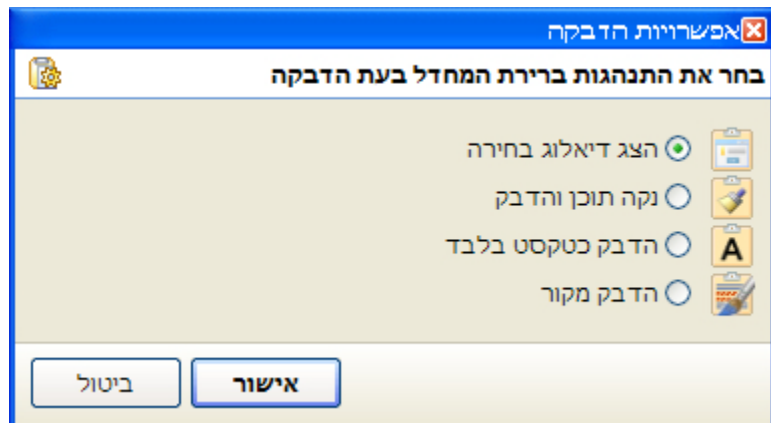 אפשרויות הדבקה
בחר את התנהגות ברירת המחדל בעת הדבקה
הצג דיאלוג בחירה
נקה תוכן והדבק
הדבק כטקסט בלבד
הדבק מקור
אישור
ביטול